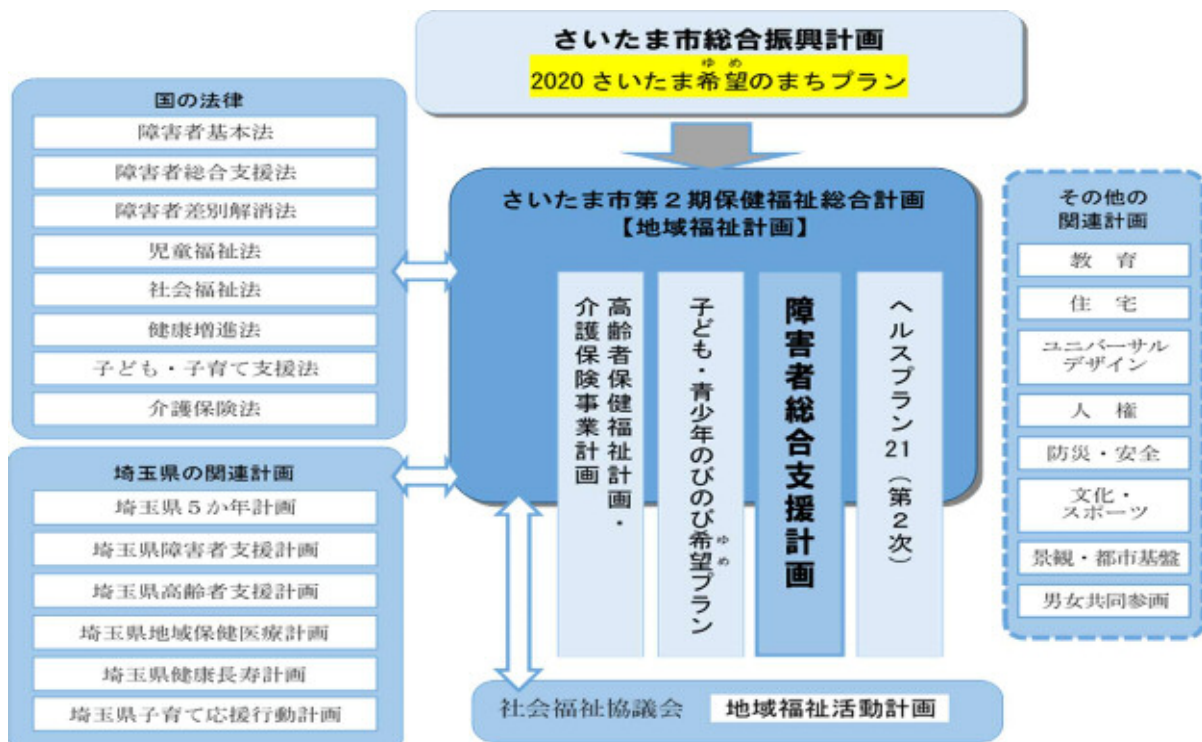 さいたま市総合振興計画
ゆめ
2020 さいたま希望のまちプラン
国の法律
障害者基本法
障害者総合支援法
障害者差別解消法
児童福祉法
社会福祉法
健康増進法
子ども・子育て支援法
介護保険法
埼玉県の関連計画
埼玉県5か年計画
埼玉県障害者支援計画
埼玉県高齢者支援計画
埼玉県地域保健医療計画
埼玉県健康長寿計画
埼玉県子育て応援行動計画
さいたま市第2期保健福祉総合計画
【地域福祉計画】
高齢者保健福祉計画・
介護保険事業計画
子ども・青少年のびのび希望プラン
ゆめ
障害者総合支援計画
ヘルスプラン21（第2次）
社会福祉協議会 地域福祉活動計画
その他の
関連計画
教 育
住 宅
ユニバーサル
デザイン
人 権
防災・安全
文化・
スポーツ
景観・都市基盤
男女共同参画